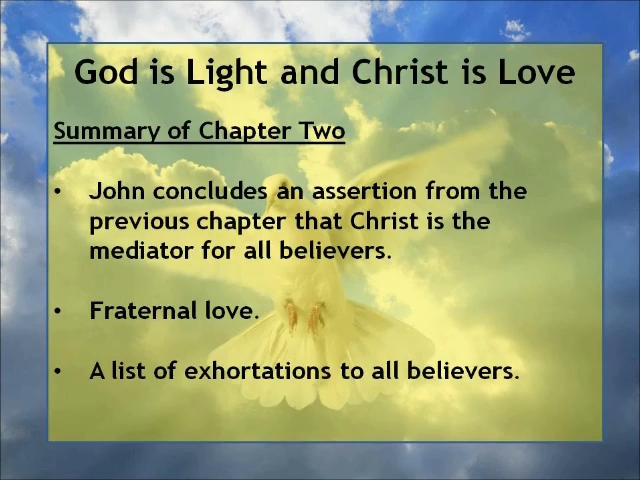 God is Light and Christ is Love
Summary of Chapter Two
• John concludes an assertion from the
previous chapter that Christ is the
mediator for all believers.
• Fraternal love.
• A list of exhortations to all believers.